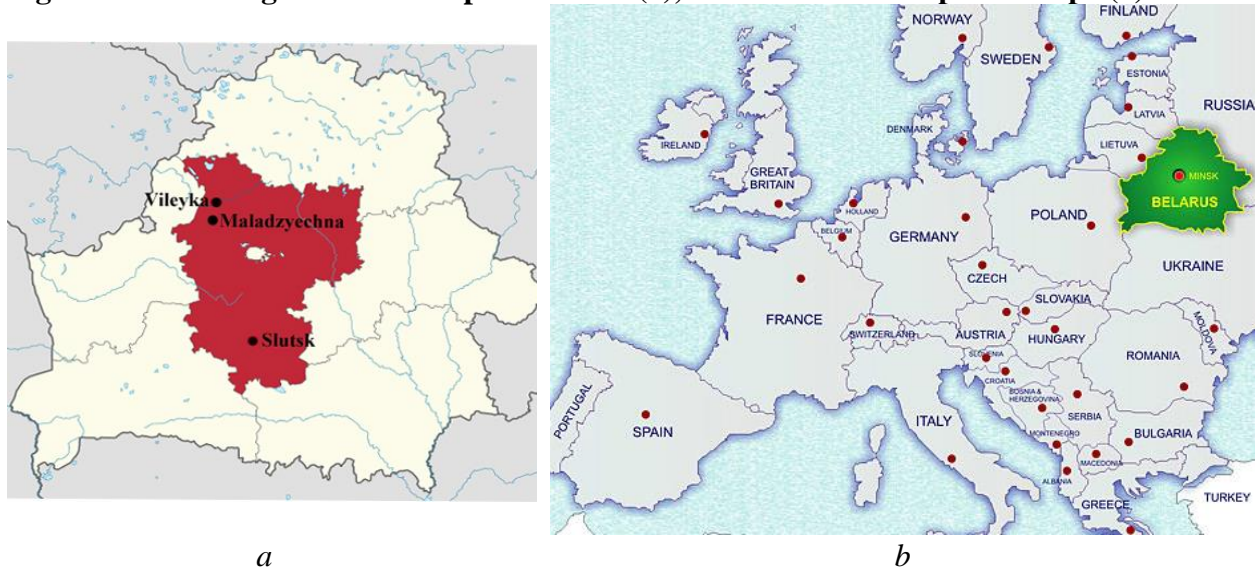 Vileyka
Maladzyechna
Slutsk
a
NORWAY
FINLAND
SWEDEN
ESTONIA
RUSSIA
LATVIA
DENMARK
LIETUVA
IRELAND
GREAT
BRITAIN
MINSK
BELARUS
HOLLAND
POLAND
BELGIUM
GERMANY
UKRAINE
CZECH
SLOVAKIA
FRANCE
SWITZERLAND
AUSTRIA
HUNGARY
MOLDOVA
SLOVENIA
ROMANIA
CROATIA
BOSNIA &
HERZEGOVINA
PORTUGAL
SPAIN
ITALY
SERBIA
MONTENEGRO
BULGARIA
MACEDONIA
ALBANIA
TURKEY
GREECE
b